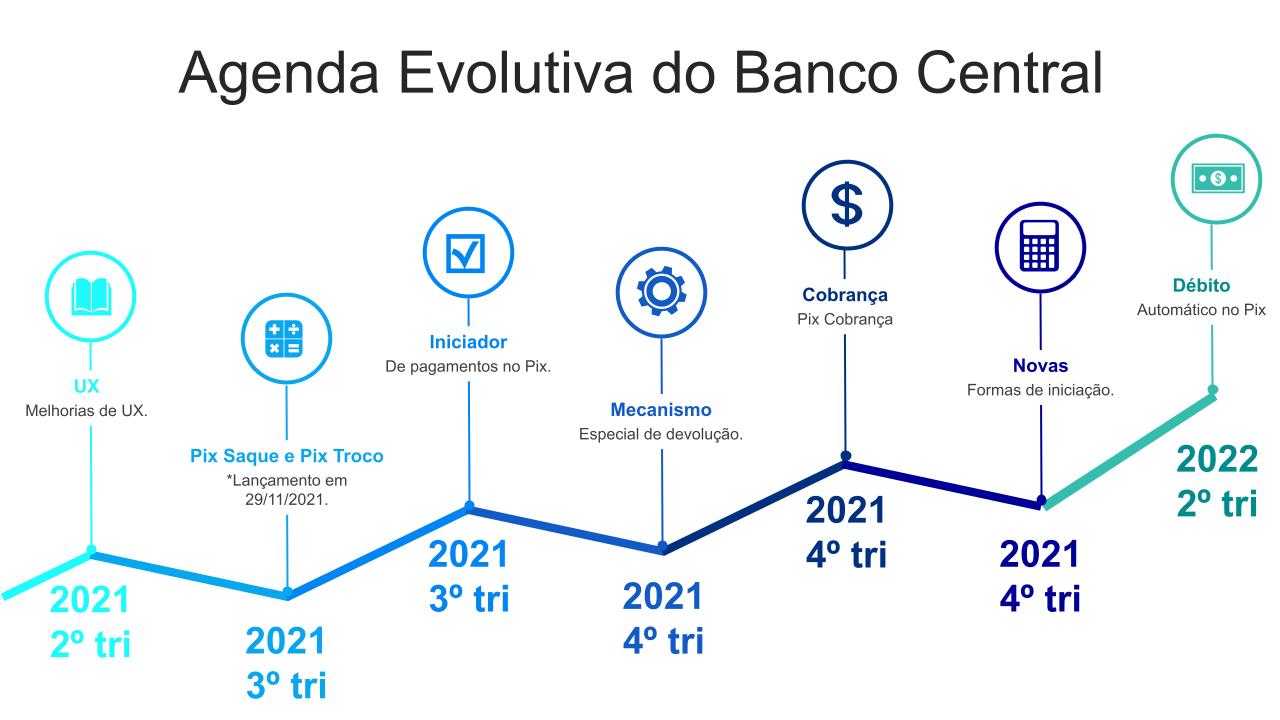 Agenda Evolutiva do Banco Central
UX
Melhorias de UX.
2021
2º tri
Pix Saque e Pix Troco
*Lançamento em
29/11/2021.
2021
3º tri
Iniciador
De pagamentos no Pix.
2021
3º tri
Mecanismo
Especial de devolução.
2021
4º tri
$
Cobrança
Pix Cobrança
2021
4º tri
Novas
Formas de iniciação.
2021
4º tri
$
Débito
Automático no Pix
2022
2º tri